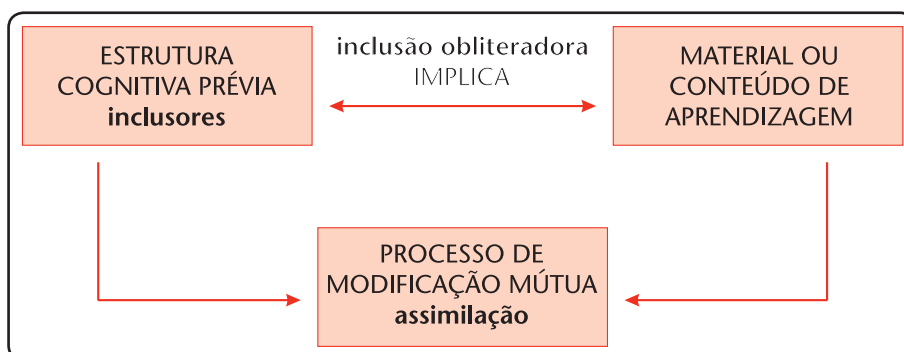 ESTRUTURA
COGNITIVA PRÉVIA
inclusores
inclusão obliteradora
IMPLICA
MATERIAL OU
CONTEÚDO DE
APRENDIZAGEM
PROCESSO DE
MODIFICAÇÃO MÚTUA
assimilação